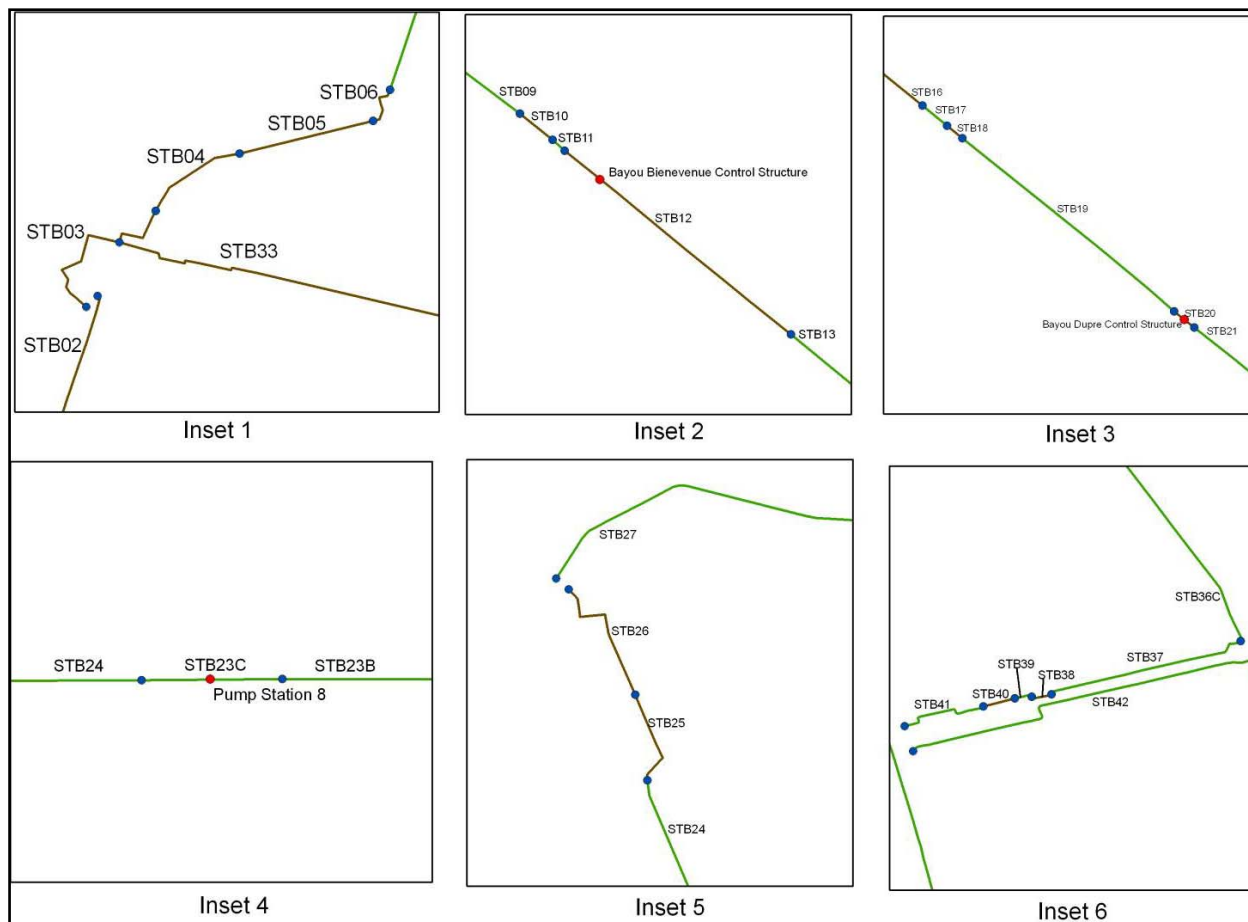 STB06
STB05
STB04
STB03
STB33
STB02
Inset 1
STB09
STB10
STB11
Bayou Bienevenue Control Structure
STB12
STB13
Inset 2
STB16
STB17
STB18
STB19
STB20
Bayou Dupre Control Structure
STB21
Inset 3
STB24
STB23C
STB23B
Pump Station 8
Inset 4
STB27
STB26
STB25
STB24
Inset 5
STB36C
STB37
STB39
STB38
STB40
STB41
STB42
Inset 6